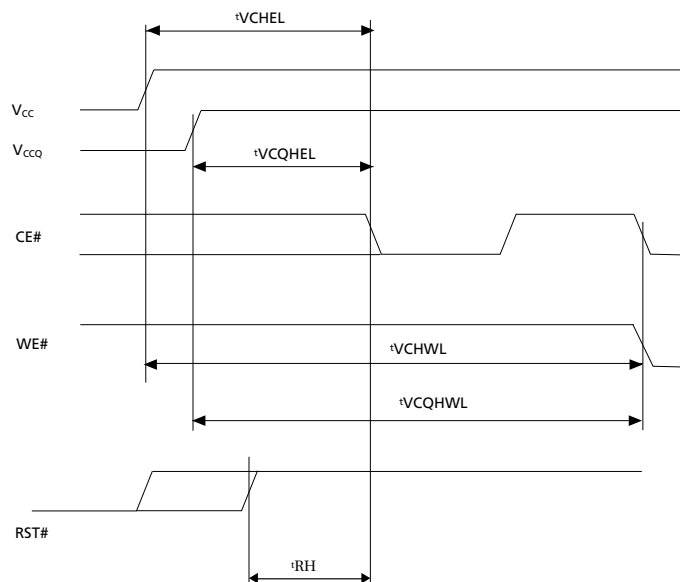 tVCHEL
VCC
VCCQ
tVCQHEL
CE#
WE#
tVCHWL
tVCQHWL
RST#
tRH